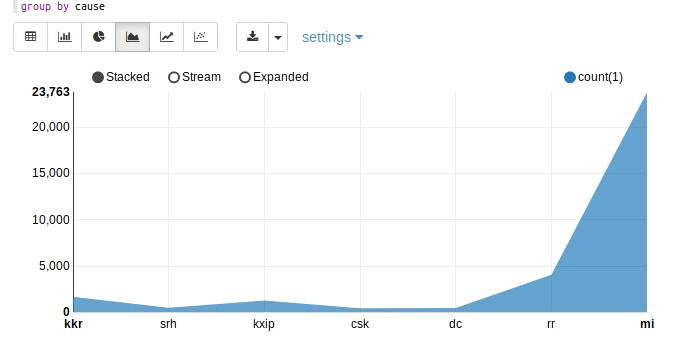 group by cause
settings
Stacked Stream Expanded count(1)
23,763
20,000
15,000
10,000
5,000
0
kkr srh kxip csk dc rr mi